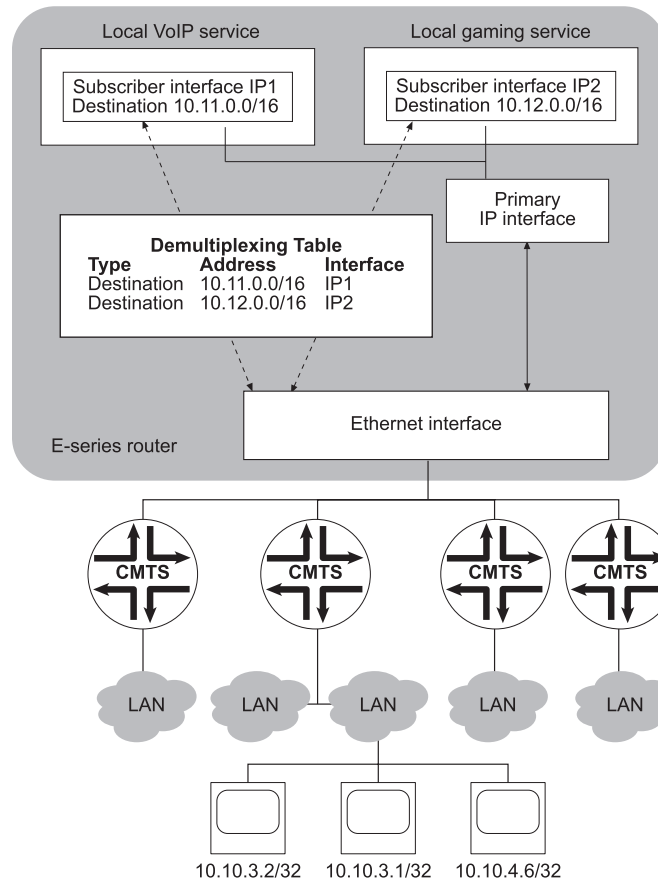 Local VoIP service
Local gaming service
Subscriber interface IP1
Destination 10.11.0.0/16
Subscriber interface IP2
Destination 10.12.0.0/16
Primary
IP interface
Demultiplexing Table
Type Address Interface
Destination 10.11.0.0/16 IP1
Destination 10.12.0.0/16 IP2
Ethernet interface
E-series router
CMTS
CMTS
CMTS
CMTS
LAN
LAN
LAN
LAN
LAN
10.10.3.2/32
10.10.3.1/32
10.10.4.6/32